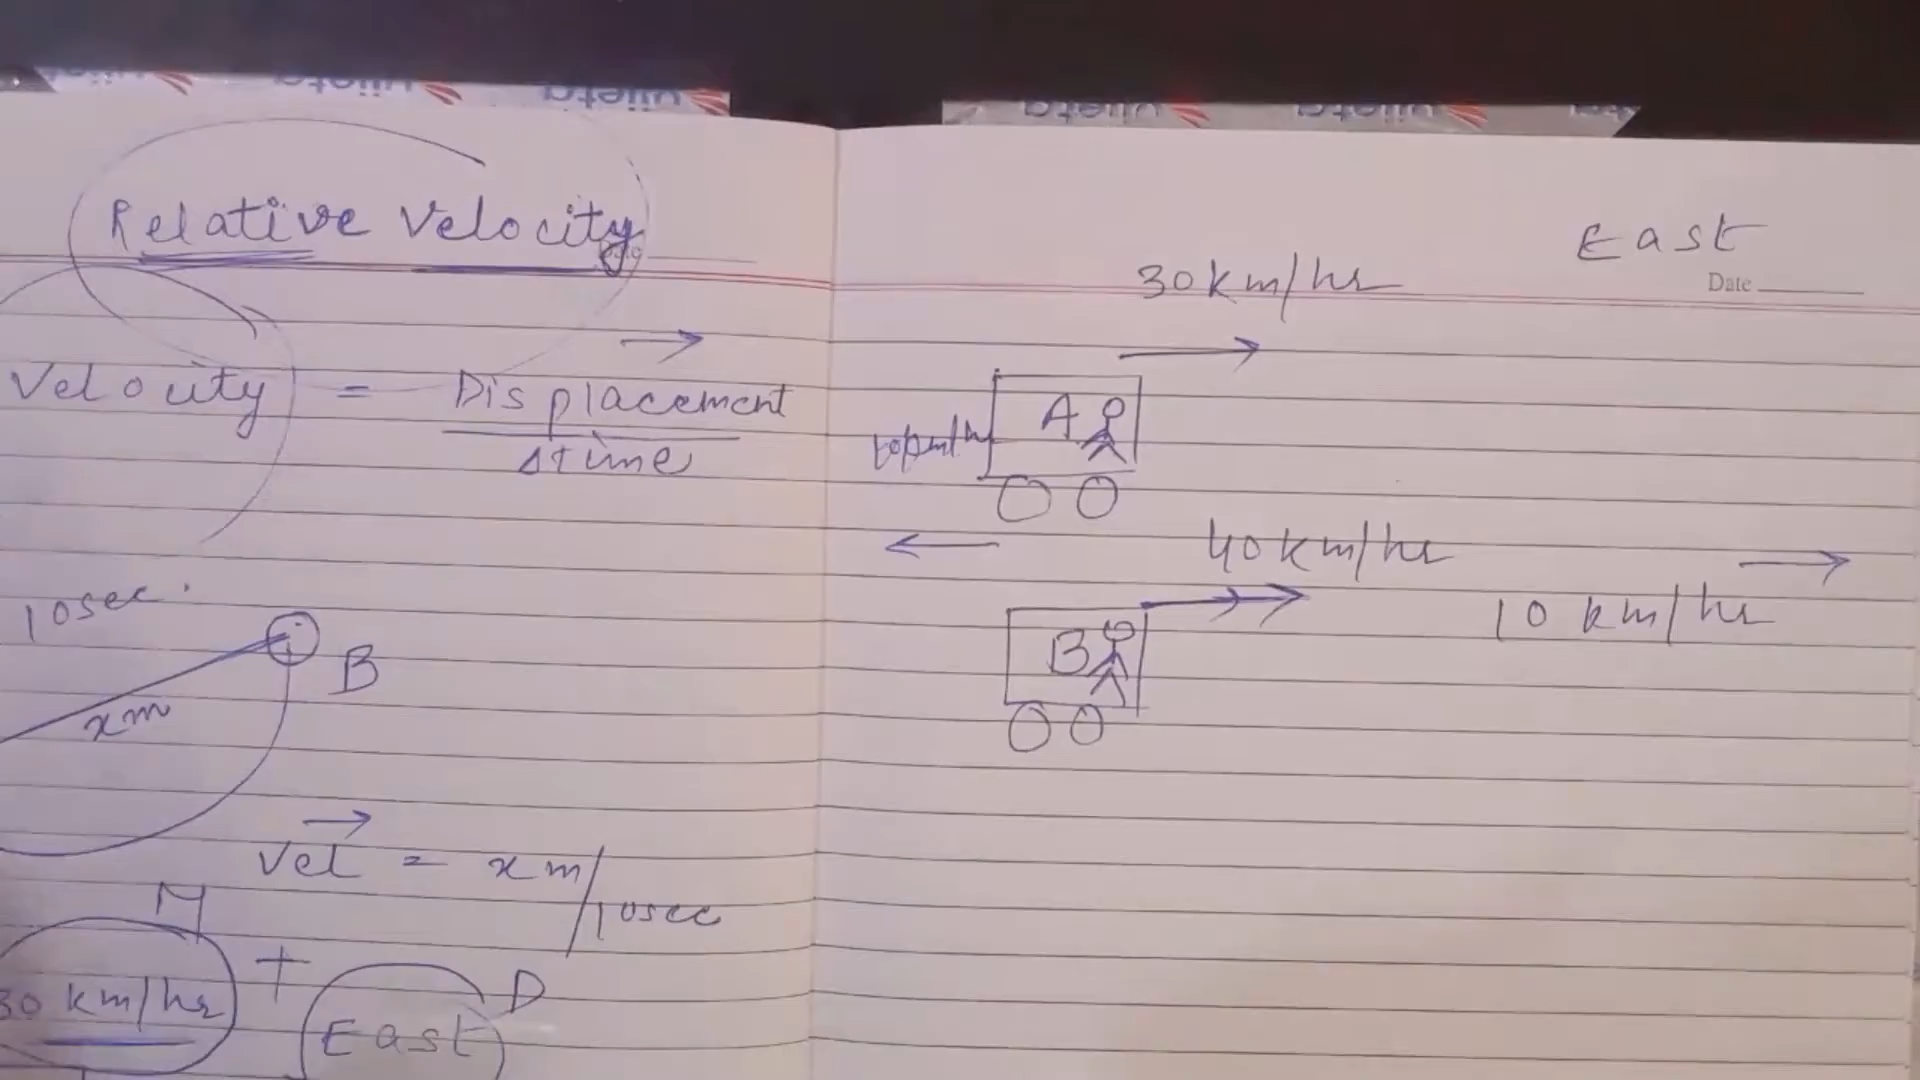 Relative Velocity
Velocity = Displacement
Δtime
10sec.
B
xm
Vel = xm/10sec
M
30 km/hr + East D
East
Date
30km/hr
A
40km/hr
10 km/hr
B